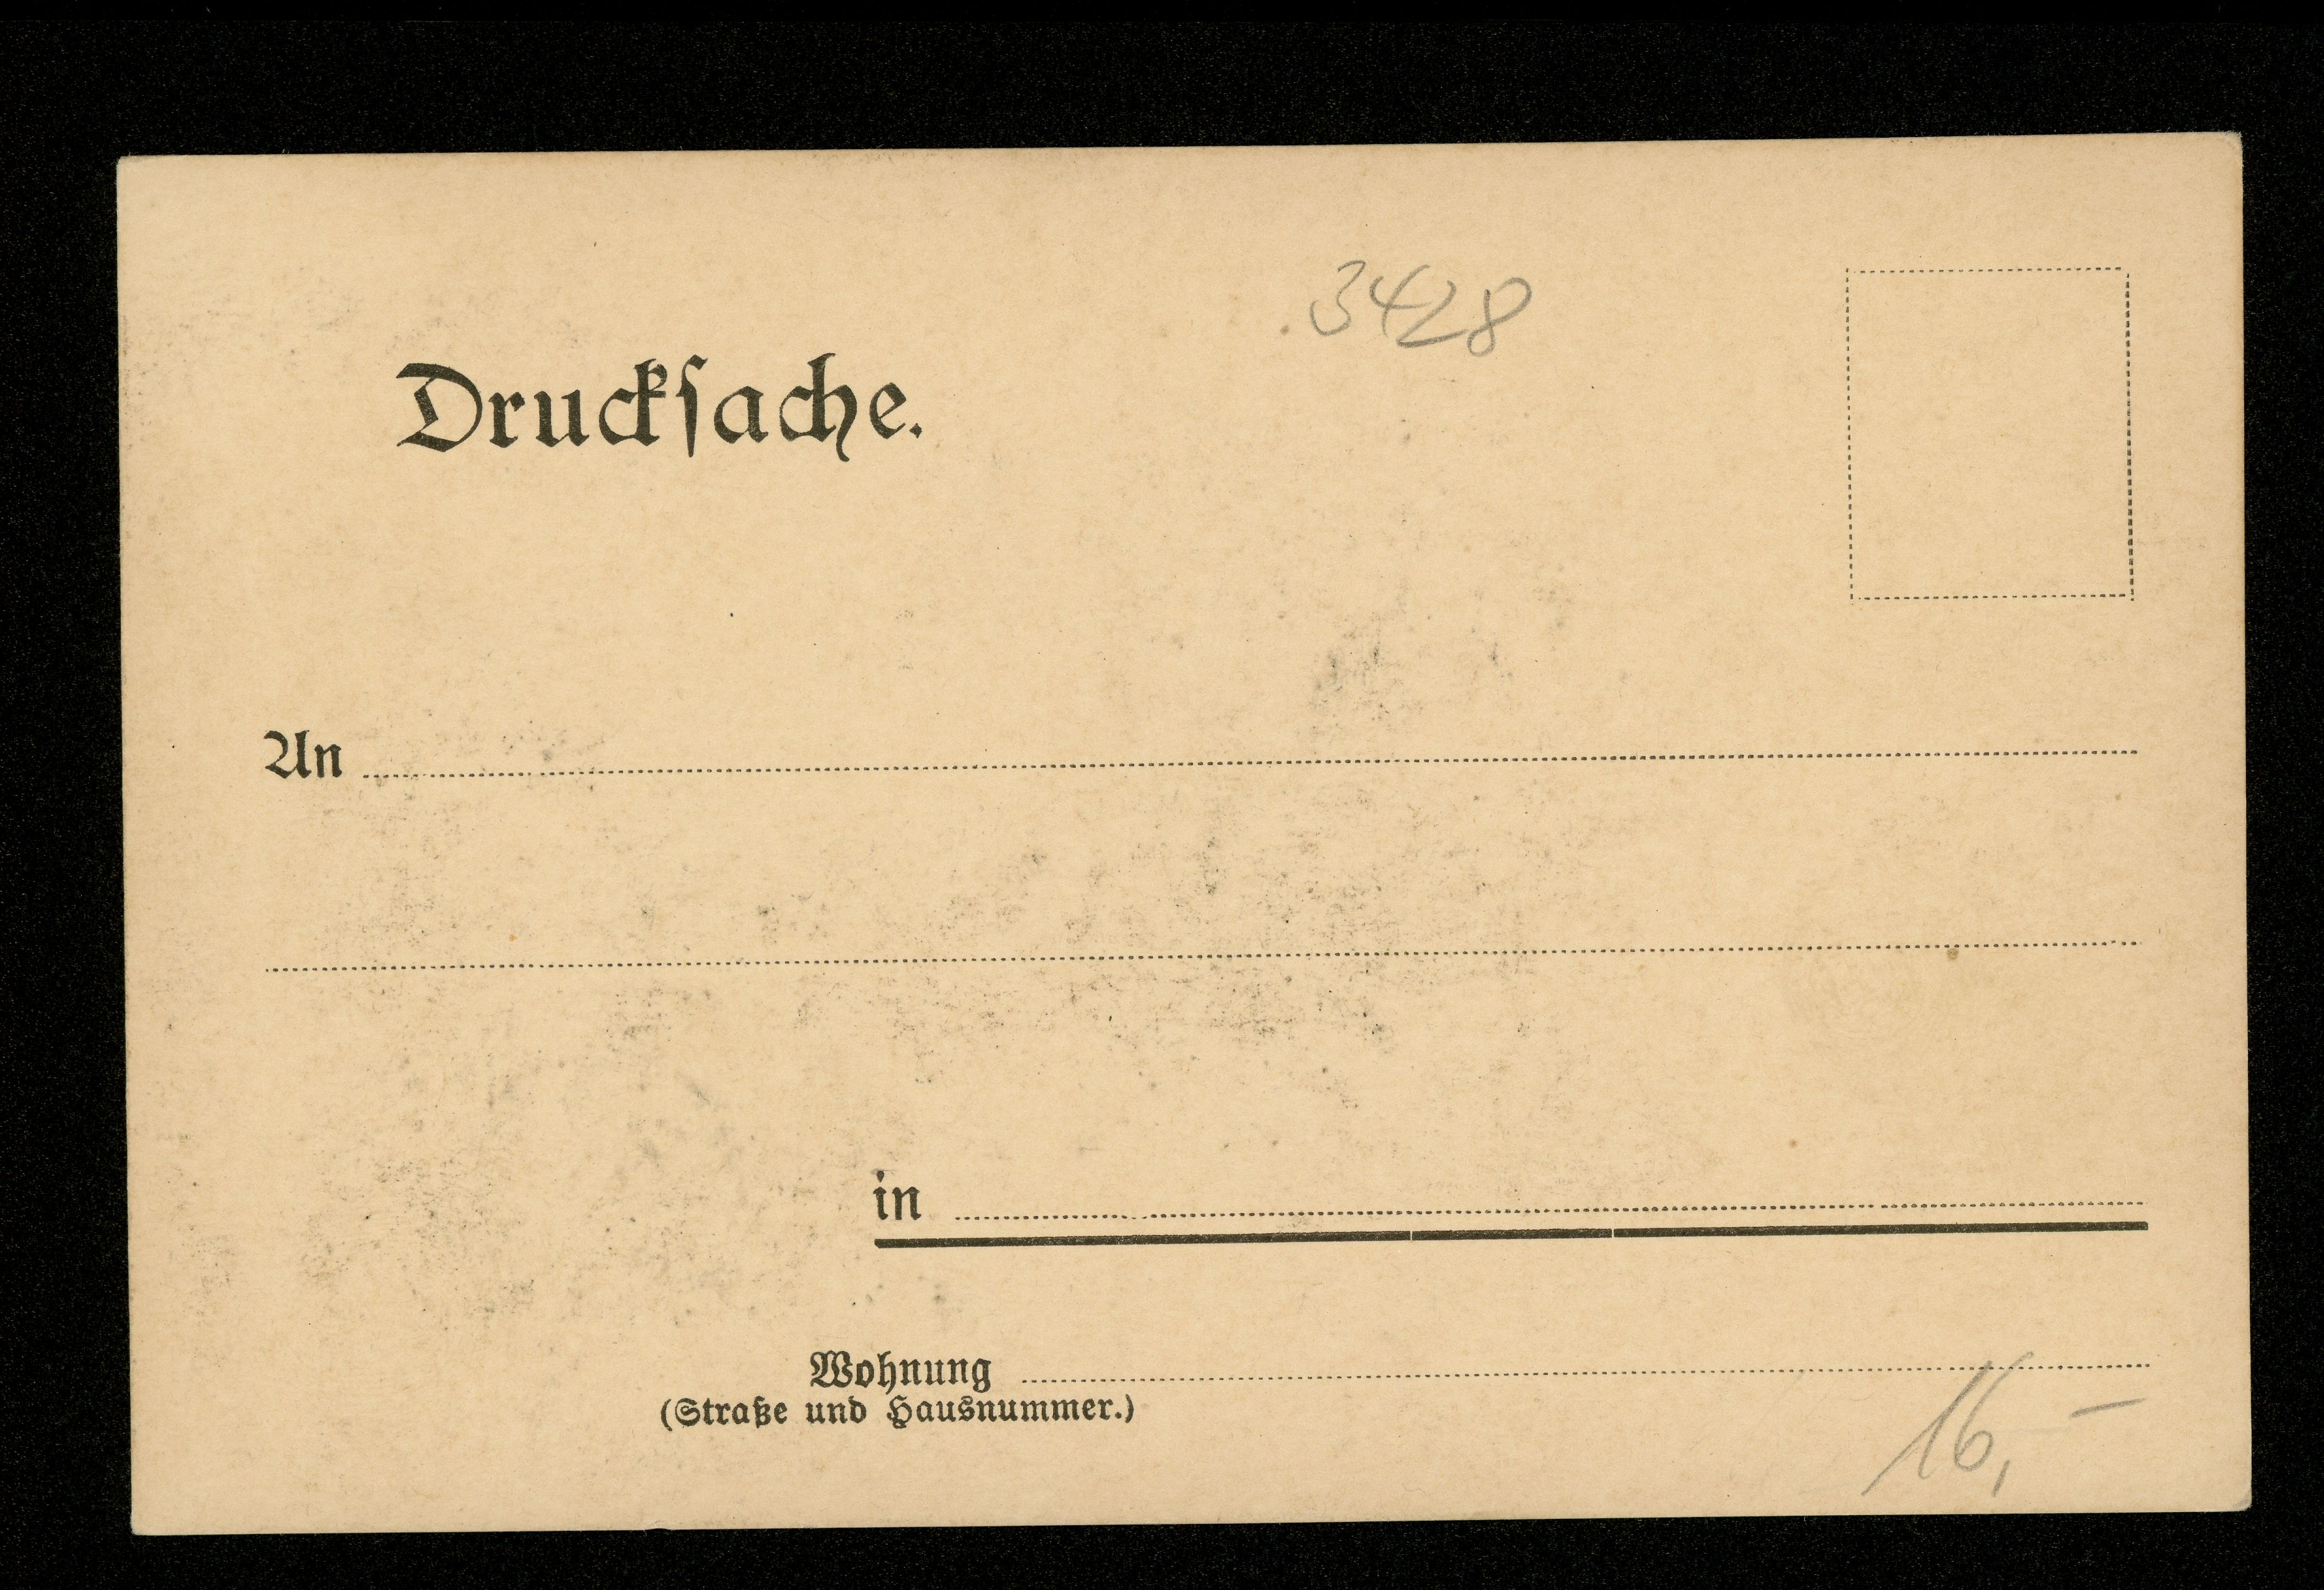 3428
Drucksache.
An
in
Wohnung
(Straße und Hausnummer.)
16,-